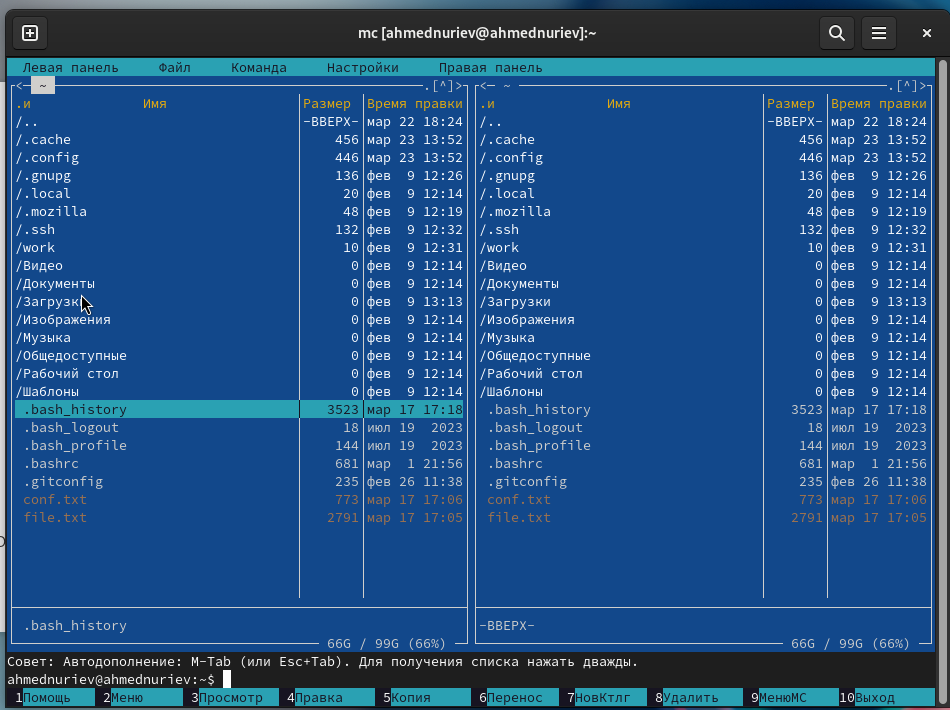 mc [ahmednuriev@ahmednuriev]:~
Левая панель Файл Команда Настройки Правая панель
<─ ~ ─.[^]>
.и Имя Размер Время правки
/.. -ВВЕРХ- мар 22 18:24
/.cache 456 мар 23 13:52
/.config 446 мар 23 13:52
/.gnupg 136 фев 9 12:26
/.local 20 фев 9 12:14
/.mozilla 48 фев 9 12:19
/.ssh 132 фев 9 12:32
/work 10 фев 9 12:31
/Видео 0 фев 9 12:14
/Документы 0 фев 9 12:14
/Загрузки 0 фев 9 13:13
/Изображения 0 фев 9 12:14
/Музыка 0 фев 9 12:14
/Общедоступные 0 фев 9 12:14
/Рабочий стол 0 фев 9 12:14
/Шаблоны 0 фев 9 12:14
.bash_history 3523 мар 17 17:18
.bash_logout 18 июл 19 2023
.bash_profile 144 июл 19 2023
.bashrc 681 мар 1 21:56
.gitconfig 235 фев 26 11:38
conf.txt 773 мар 17 17:06
file.txt 2791 мар 17 17:05
.bash_history
66G / 99G (66%)
<─ ~ ─.[^]>
.и Имя Размер Время правки
/.. -ВВЕРХ- мар 22 18:24
/.cache 456 мар 23 13:52
/.config 446 мар 23 13:52
/.gnupg 136 фев 9 12:26
/.local 20 фев 9 12:14
/.mozilla 48 фев 9 12:19
/.ssh 132 фев 9 12:32
/work 10 фев 9 12:31
/Видео 0 фев 9 12:14
/Документы 0 фев 9 12:14
/Загрузки 0 фев 9 13:13
/Изображения 0 фев 9 12:14
/Музыка 0 фев 9 12:14
/Общедоступные 0 фев 9 12:14
/Рабочий стол 0 фев 9 12:14
/Шаблоны 0 фев 9 12:14
.bash_history 3523 мар 17 17:18
.bash_logout 18 июл 19 2023
.bash_profile 144 июл 19 2023
.bashrc 681 мар 1 21:56
.gitconfig 235 фев 26 11:38
conf.txt 773 мар 17 17:06
file.txt 2791 мар 17 17:05
-ВВЕРХ-
66G / 99G (66%)
Совет: Автодополнение: M-Tab (или Esc+Tab). Для получения списка нажать дважды.
ahmednuriev@ahmednuriev:~$
1Помощь 2Меню 3Просмотр 4Правка 5Копия 6Перенос 7НовКтлг 8Удалить 9МенюМС 10Выход